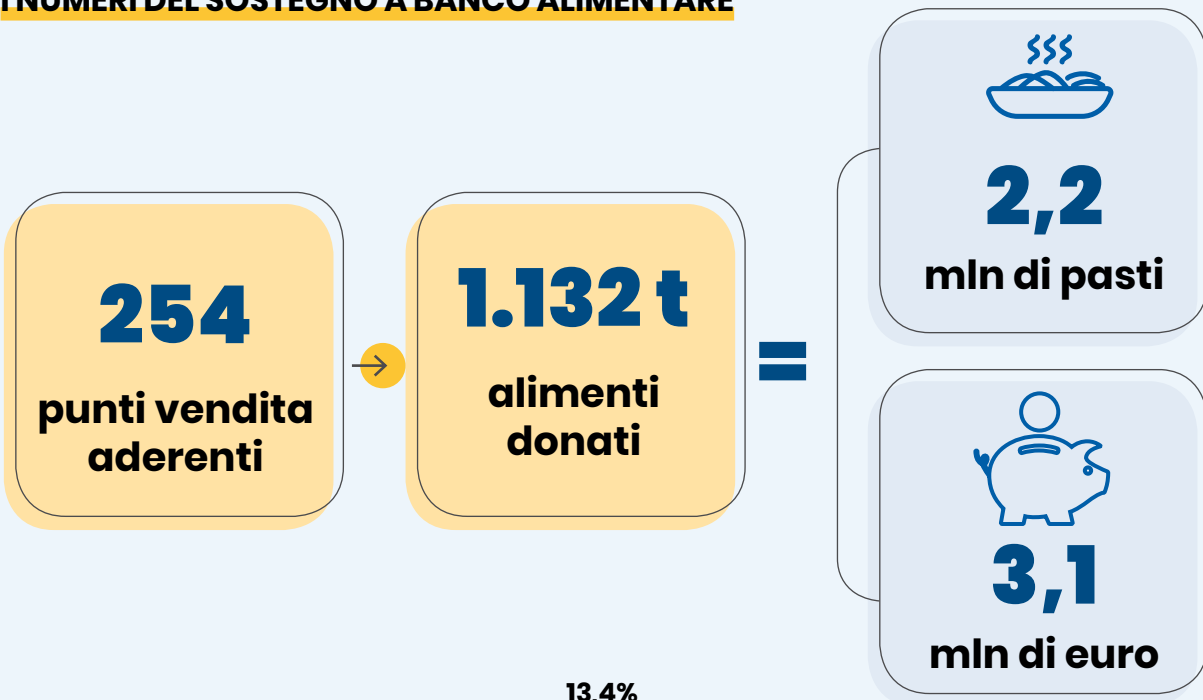 I NUMERI DEL SOSTEGNO A BANCO ALIMENTARE
254
punti vendita
aderenti
1.132 t
alimenti
donati
=
2,2
mln di pasti
3,1
mln di euro
13,4%